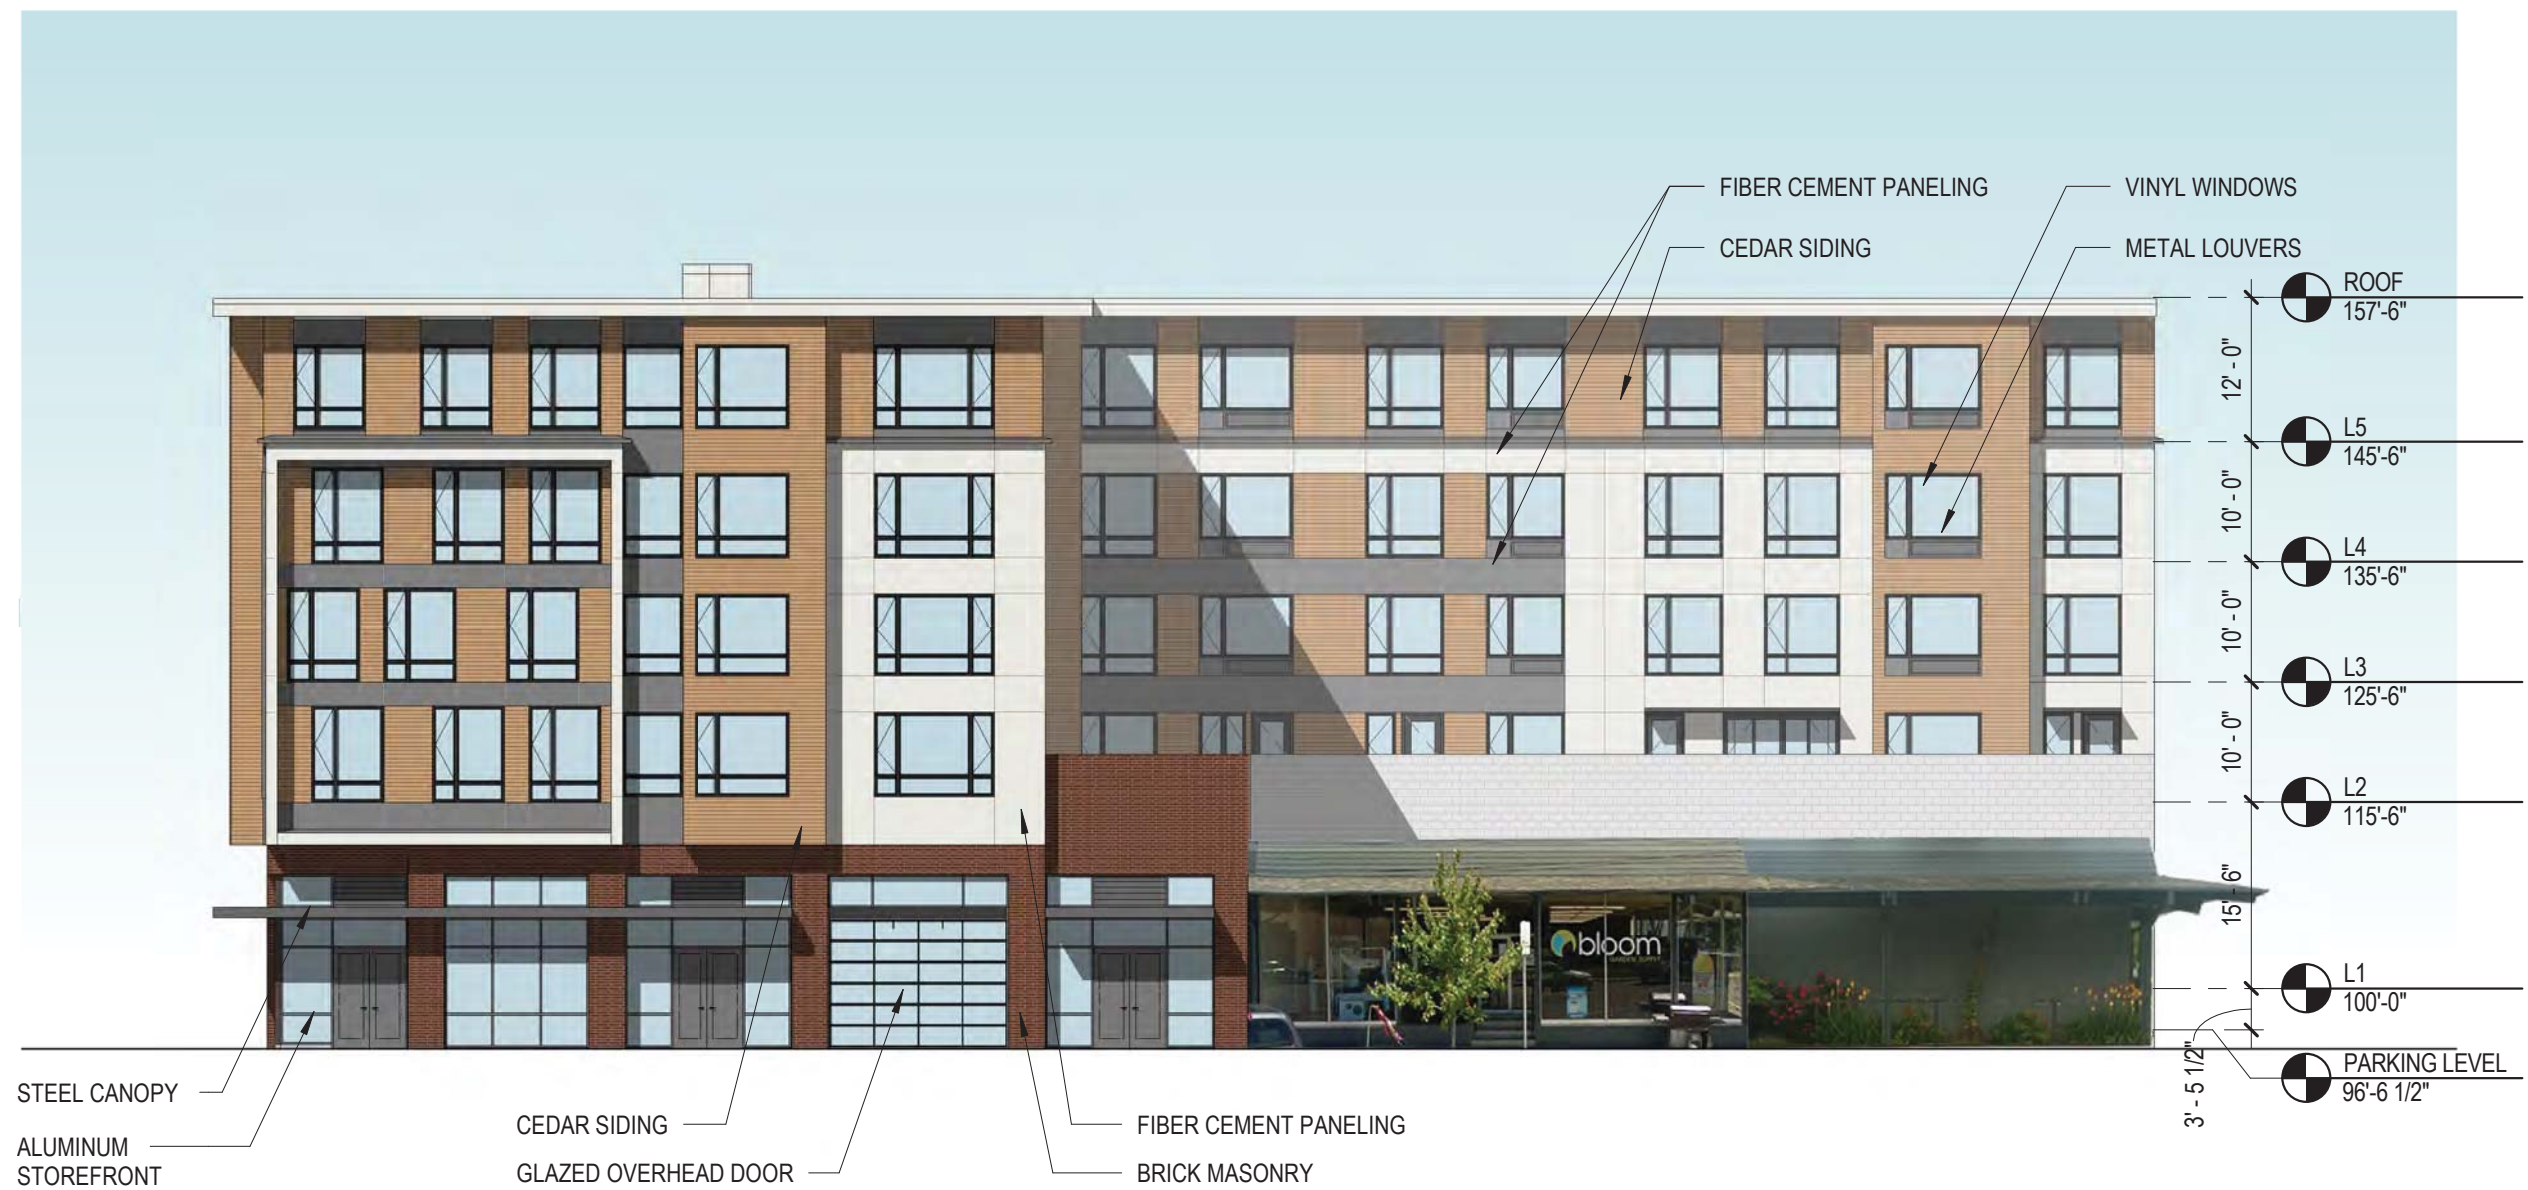 FIBER CEMENT PANELING
VINYL WINDOWS
CEDAR SIDING
METAL LOUVERS
ROOF
157'-6"
12' - 0"
L5
145'-6"
10' - 0"
L4
135'-6"
10' - 0"
L3
125'-6"
10' - 0"
L2
115'-6"
15' - 6"
bloom
GARDEN SUPPLY
L1
100'-0"
3' - 5 1/2"
PARKING LEVEL
96'-6 1/2"
STEEL CANOPY
ALUMINUM
STOREFRONT
CEDAR SIDING
GLAZED OVERHEAD DOOR
FIBER CEMENT PANELING
BRICK MASONRY